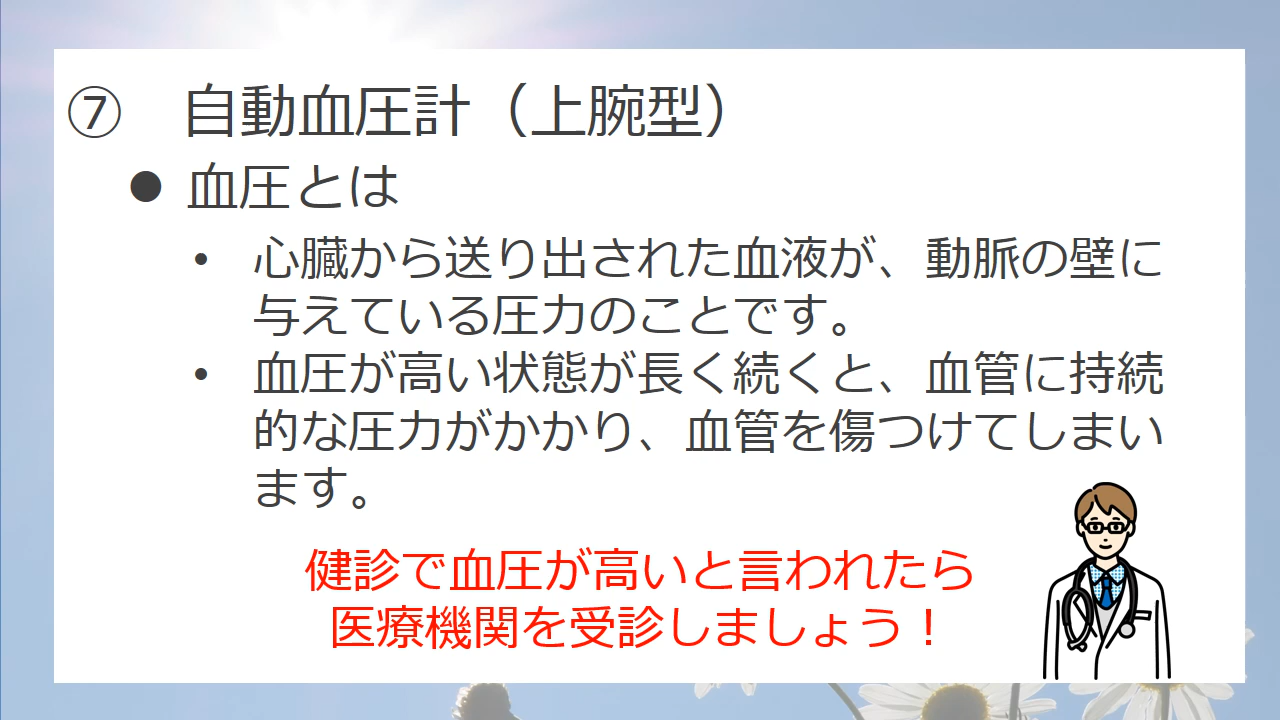 ⑦ 自動血圧計（上腕型）
● 血圧とは
• 心臓から送り出された血液が、動脈の壁に
与えている圧力のことです。
• 血圧が高い状態が長く続くと、血管に持続
的な圧力がかかり、血管を傷つけてしまい
ます。
健診で血圧が高いと言われたら
医療機関を受診しましょう！